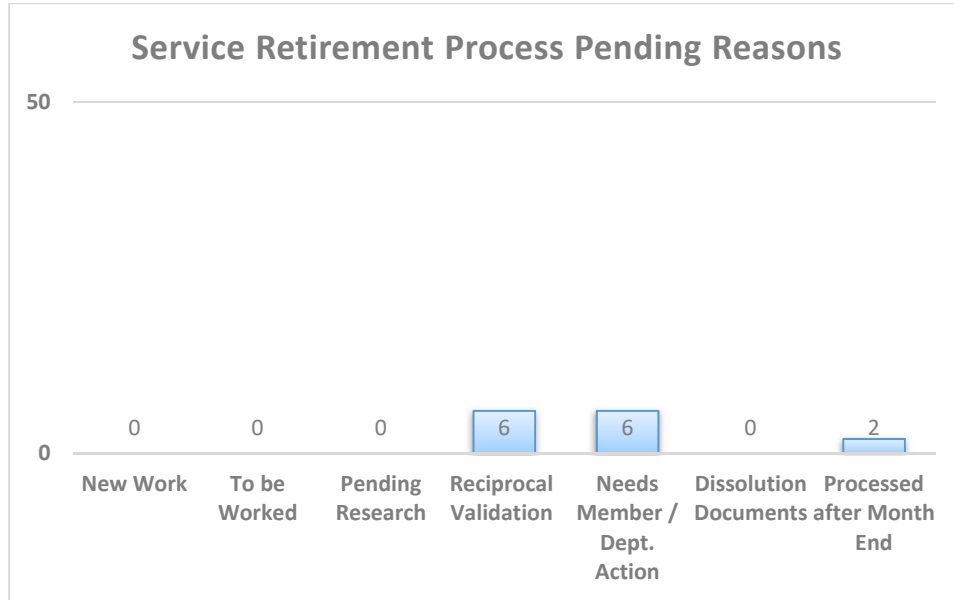 Service Retirement Process Pending Reasons
50
0 0 0 6 6 0 2
0
New Work
To be
Worked
Pending
Research
Reciprocal
Validation
Needs
Member /
Dept.
Action
Dissolution
Documents
Processed
after Month
End